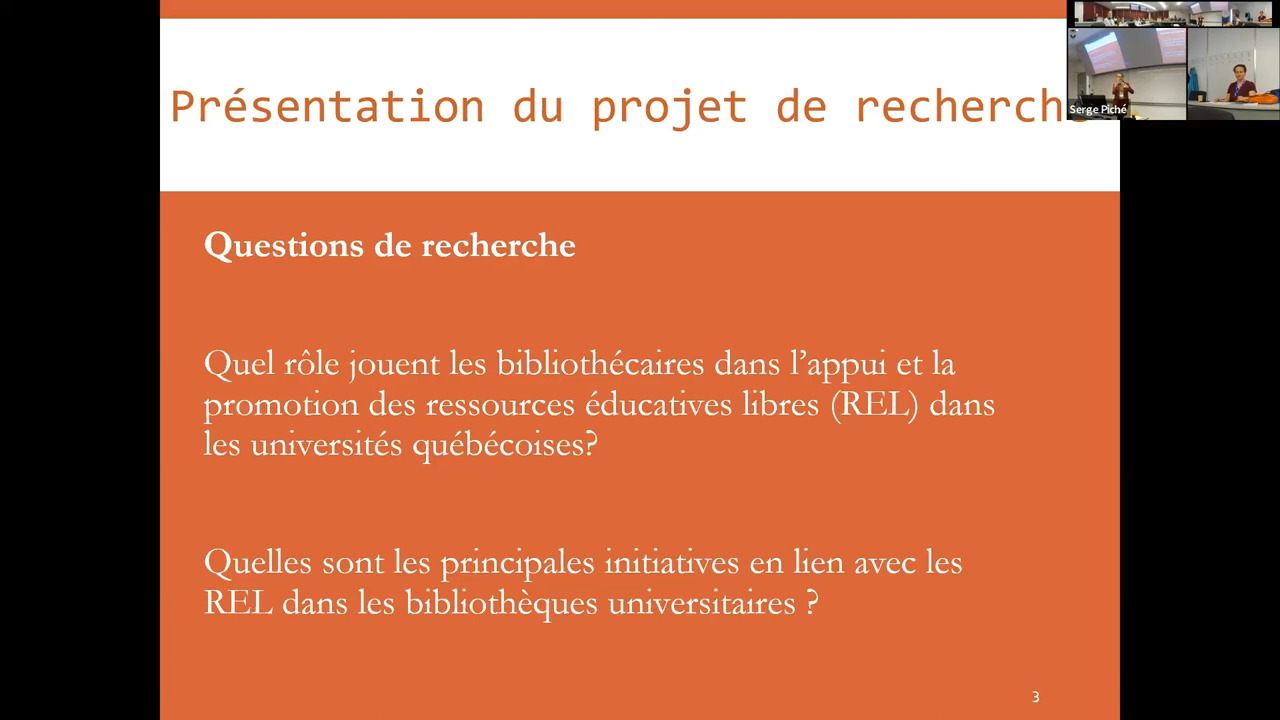 Présentation du projet de recherche
Serge Piché
Questions de recherche
Quel rôle jouent les bibliothécaires dans l’appui et la
promotion des ressources éducatives libres (REL) dans
les universités québécoises?
Quelles sont les principales initiatives en lien avec les
REL dans les bibliothèques universitaires ?
3